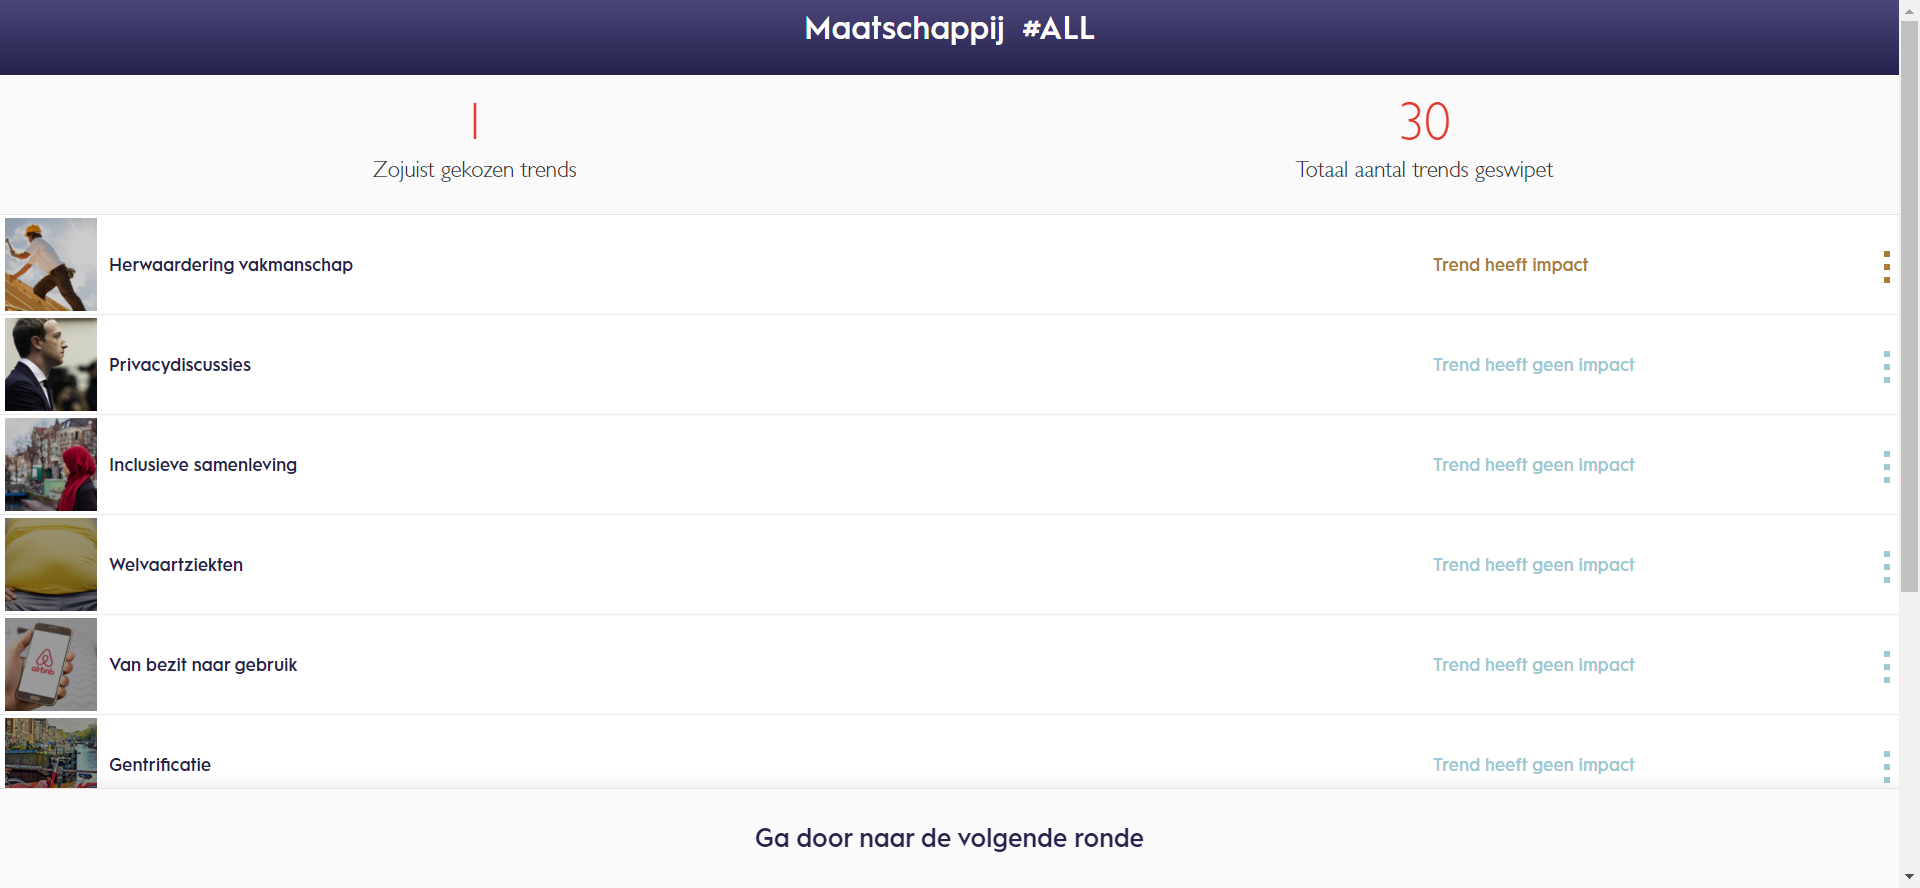 Maatschappij #ALL
1
Zojuist gekozen trends
30
Totaal aantal trends geswipet
Herwaardering vakmanschap
Trend heeft impact
Privacydiscussies
Trend heeft geen impact
Inclusieve samenleving
Trend heeft geen impact
Welvaartziekten
Trend heeft geen impact
airbnb
Van bezit naar gebruik
Trend heeft geen impact
Gentrificatie
Trend heeft geen impact
Ga door naar de volgende ronde